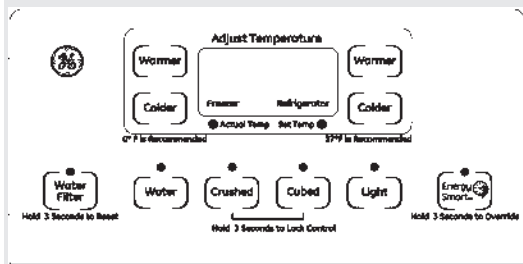 Adjust Temperature
Warmer
Warmer
Colder
Freezer
Refrigerator
Colder
Actual Temp
Set Temp
0° F is Recommended
37°F is Recommended
Water
Filter
Water
Crushed
Cubed
Light
Energy
Smart™
Hold 3 Seconds to Reset
Hold 3 Seconds to Lock Control
Hold 3 Seconds to Override